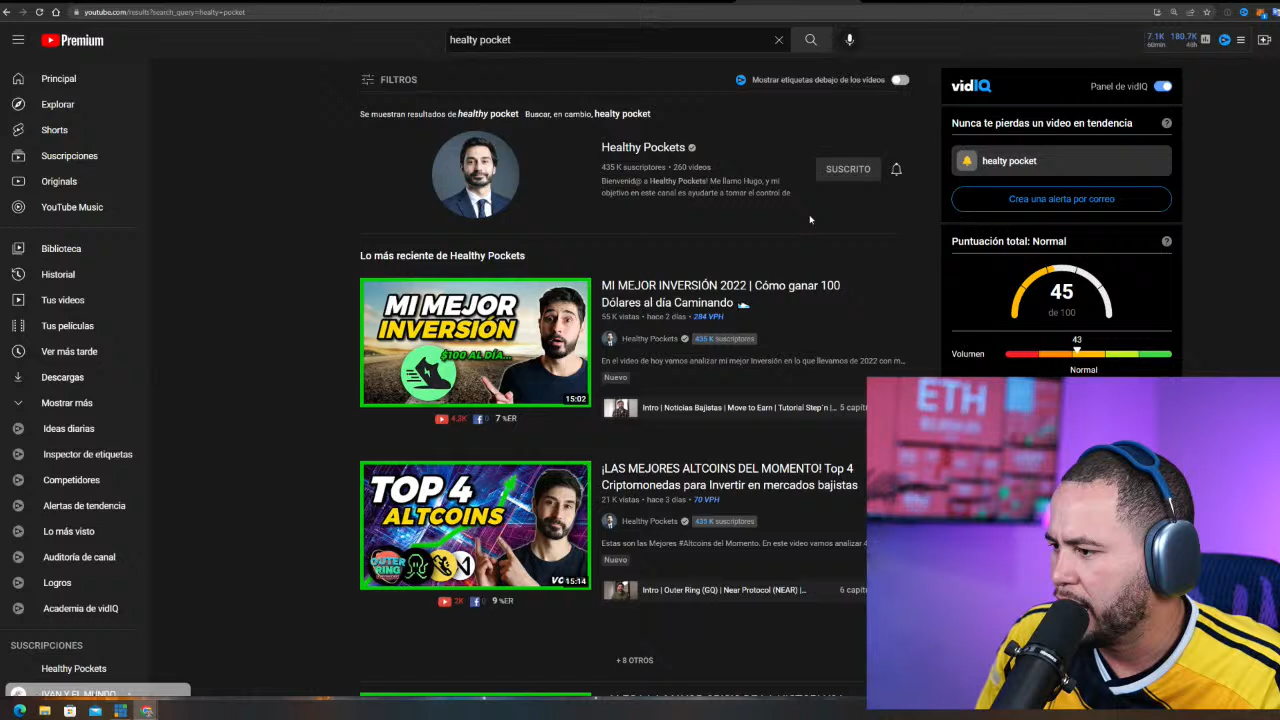 youtube.com/results?search_query=healty+pocket
Premium
healty pocket
7.1K
60min
180.7K
48h
Principal
Explorar
Shorts
Suscripciones
Originals
YouTube Music
Biblioteca
Historial
Tus videos
Tus películas
Ver más tarde
Descargas
Mostrar más
Ideas diarias
Inspector de etiquetas
Competidores
Alertas de tendencia
Lo más visto
Auditoría de canal
Logros
Academia de vidIQ
SUSCRIPCIONES
Healthy Pockets
IVAN Y EL MUNDO
FILTROS
Mostrar etiquetas debajo de los vídeos
Se muestran resultados de healthy pocket Buscar, en cambio, healty pocket
Healthy Pockets
435 K suscriptores • 260 videos
Bienvenid@ a Healthy Pockets! Me llamo Hugo, y mi
objetivo en este canal es ayudarte a tomar el control de
SUSCRITO
Lo más reciente de Healthy Pockets
MI MEJOR
INVERSIÓN
$100 AL DÍA...
15:02
4.3K
0
7 %ER
MI MEJOR INVERSIÓN 2022 | Cómo ganar 100
Dólares al día Caminando
55 K vistas • hace 2 días • 284 VPH
Healthy Pockets
435 K suscriptores
En el video de hoy vamos analizar mi mejor Inversión en lo que llevamos de 2022 con m...
Nuevo
Intro | Noticias Bajistas | Move to Earn | Tutorial Step´n |...
TOP 4
ALTCOINS
OUTER
RING
VC
15:14
2K
0
9 %ER
¡LAS MEJORES ALTCOINS DEL MOMENTO! Top 4
Criptomonedas para Invertir en mercados bajistas
21 K vistas • hace 3 días • 70 VPH
Healthy Pockets
435 K suscriptores
Estas son las Mejores #Altcoins del Momento. En este video vamos analizar 4
Nuevo
Intro | Outer Ring (GQ) | Near Protocol (NEAR) |...
+ 8 OTROS
vidIQ
Panel de vidIQ
Nunca te pierdas un video en tendencia
healty pocket
Crea una alerta por correo
Puntuación total: Normal
45
de 100
43
Volumen
Normal
ETH